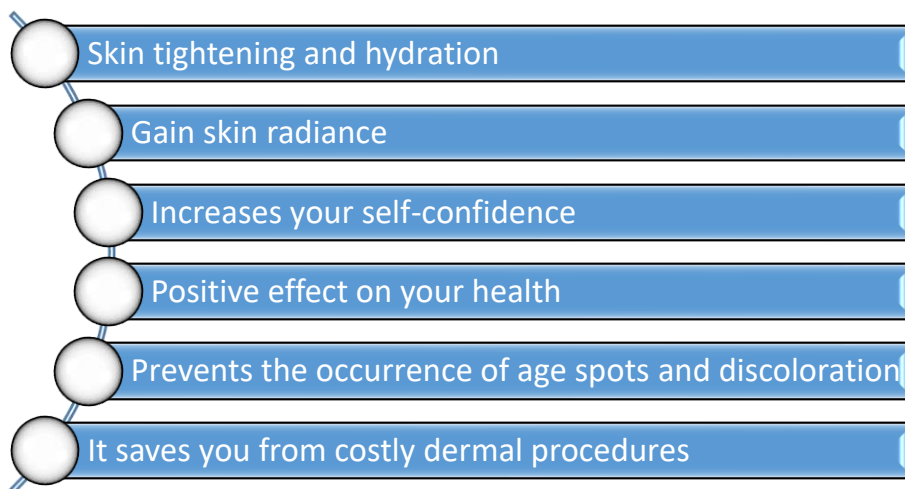 Skin tightening and hydration
Gain skin radiance
Increases your self-confidence
Positive effect on your health
Prevents the occurrence of age spots and discoloration
It saves you from costly dermal procedures